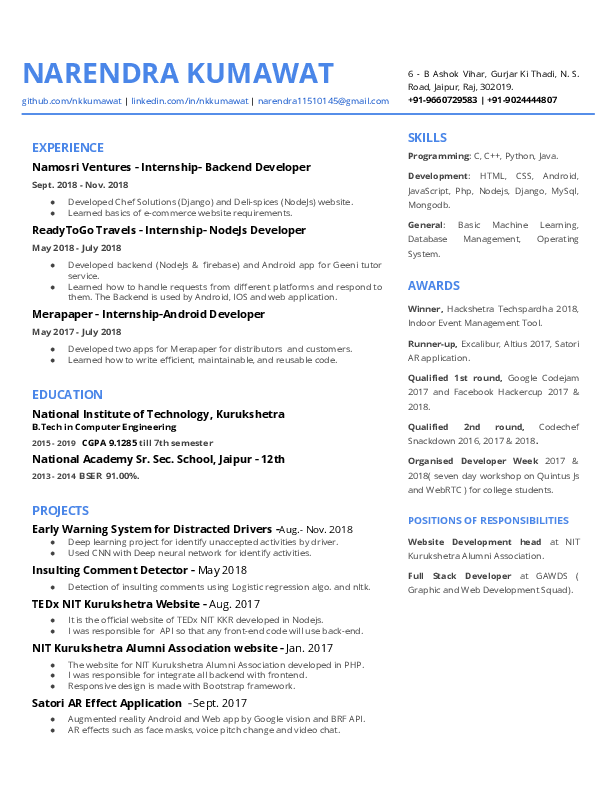 NARENDRA KUMAWAT
github.com/nkkumawat | linkedin.com/in/nkkumawat | narendra11510145@gmail.com
6 - B Ashok Vihar, Gurjar Ki Thadi, N. S.
Road, Jaipur, Raj, 302019.
+91-9660729583 | +91-9024444807
EXPERIENCE
Namosri Ventures - Internship- Backend Developer
Sept. 2018 - Nov. 2018
● Developed Chef Solutions (Django) and Deli-spices (NodeJs) website.
● Learned basics of e-commerce website requirements.
ReadyToGo Travels - Internship- NodeJs Developer
May 2018 - July 2018
● Developed backend (NodeJs & firebase) and Android app for Geeni tutor
service.
● Learned how to handle requests from different platforms and respond to
them. The Backend is used by Android, IOS and web application.
Merapaper - Internship-Android Developer
May 2017 - July 2018
● Developed two apps for Merapaper for distributors and customers.
● Learned how to write efficient, maintainable, and reusable code.
EDUCATION
National Institute of Technology, Kurukshetra
B.Tech in Computer Engineering
2015 - 2019 CGPA 9.1285 till 7th semester
National Academy Sr. Sec. School, Jaipur - 12th
2013 - 2014 BSER 91.00%.
PROJECTS
Early Warning System for Distracted Drivers -Aug.- Nov. 2018
● Deep learning project for identify unaccepted activities by driver.
● Used CNN with Deep neural network for identify activities.
Insulting Comment Detector - May 2018
● Detection of insulting comments using Logistic regression algo. and nltk.
TEDx NIT Kurukshetra Website - Aug. 2017
● It is the official website of TEDx NIT KKR developed in Nodejs.
● I was responsible for API so that any front-end code will use back-end.
NIT Kurukshetra Alumni Association website - Jan. 2017
● The website for NIT Kurukshetra Alumni Association developed in PHP.
● I was responsible for integrate all backend with frontend.
● Responsive design is made with Bootstrap framework.
Satori AR Effect Application -Sept. 2017
● Augmented reality Android and Web app by Google vision and BRF API.
● AR effects such as face masks, voice pitch change and video chat.
SKILLS
Programming: C, C++, Python, Java.
Development: HTML, CSS, Android,
JavaScript, Php, Nodejs, Django, MySql,
Mongodb.
General: Basic Machine Learning,
Database Management, Operating
System.
AWARDS
Winner, Hackshetra Techspardha 2018,
Indoor Event Management Tool.
Runner-up, Excalibur, Altius 2017, Satori
AR application.
Qualified 1st round, Google Codejam
2017 and Facebook Hackercup 2017 &
2018.
Qualified 2nd round, Codechef
Snackdown 2016, 2017 & 2018.
Organised Developer Week 2017 &
2018( seven day workshop on Quintus Js
and WebRTC ) for college students.
POSITIONS OF RESPONSIBILITIES
Website Development head at NIT
Kurukshetra Alumni Association.
Full Stack Developer at GAWDS (
Graphic and Web Development Squad).